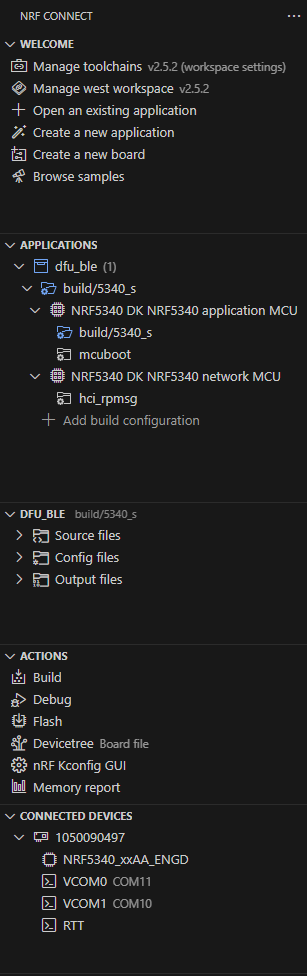 NRF CONNECT
WELCOME
Manage toolchains v2.5.2 (workspace settings)
Manage west workspace v2.5.2
Open an existing application
Create a new application
Create a new board
Browse samples
APPLICATIONS
dfu_ble (1)
build/5340_s
NRF5340 DK NRF5340 application MCU
build/5340_s
mcuboot
NRF5340 DK NRF5340 network MCU
hci_rpmsg
Add build configuration
DFU_BLE build/5340_s
Source files
Config files
Output files
ACTIONS
Build
Debug
Flash
Devicetree Board file
nRF Kconfig GUI
Memory report
CONNECTED DEVICES
1050090497
NRF5340_xxAA_ENGD
VCOM0 COM11
VCOM1 COM10
RTT